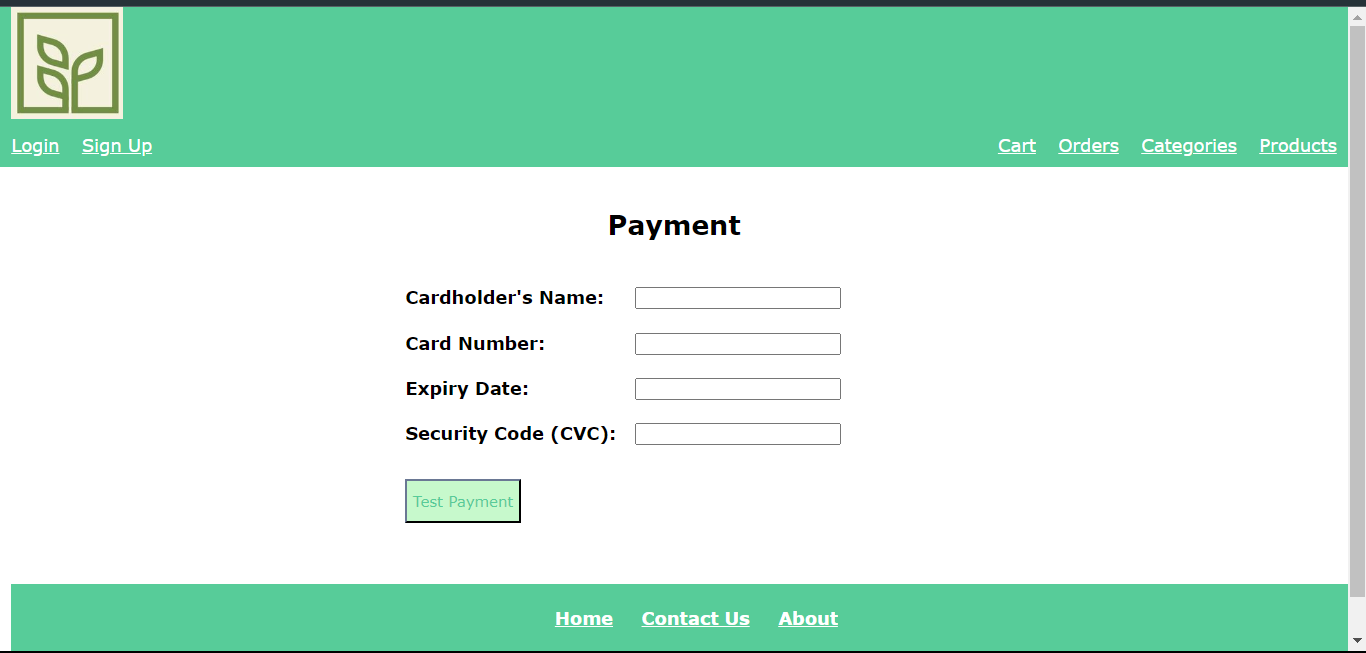 Login Sign Up Cart Orders Categories Products
Payment
Cardholder's Name:
Card Number:
Expiry Date:
Security Code (CVC):
Test Payment
Home Contact Us About